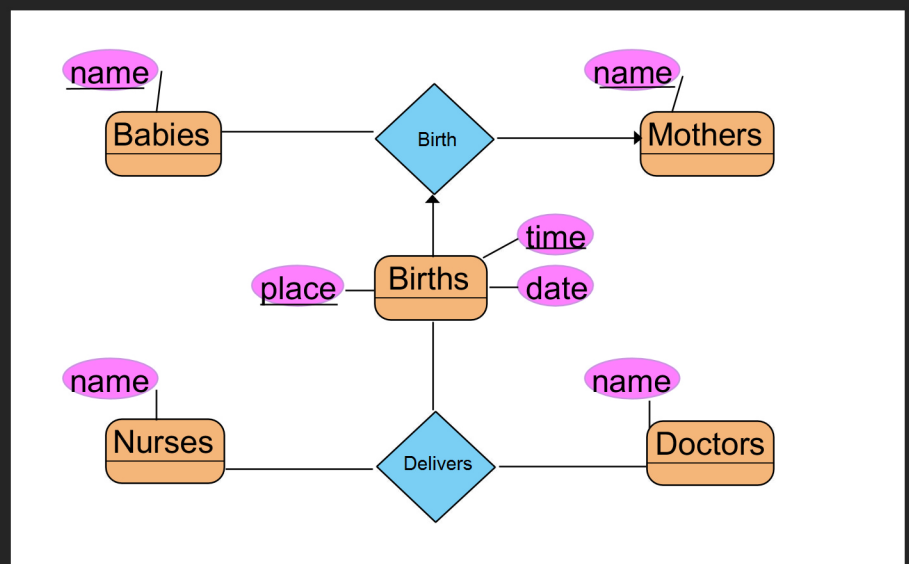 name
name
Babies
Birth
Mothers
time
Births
place
date
name
name
Nurses
Delivers
Doctors